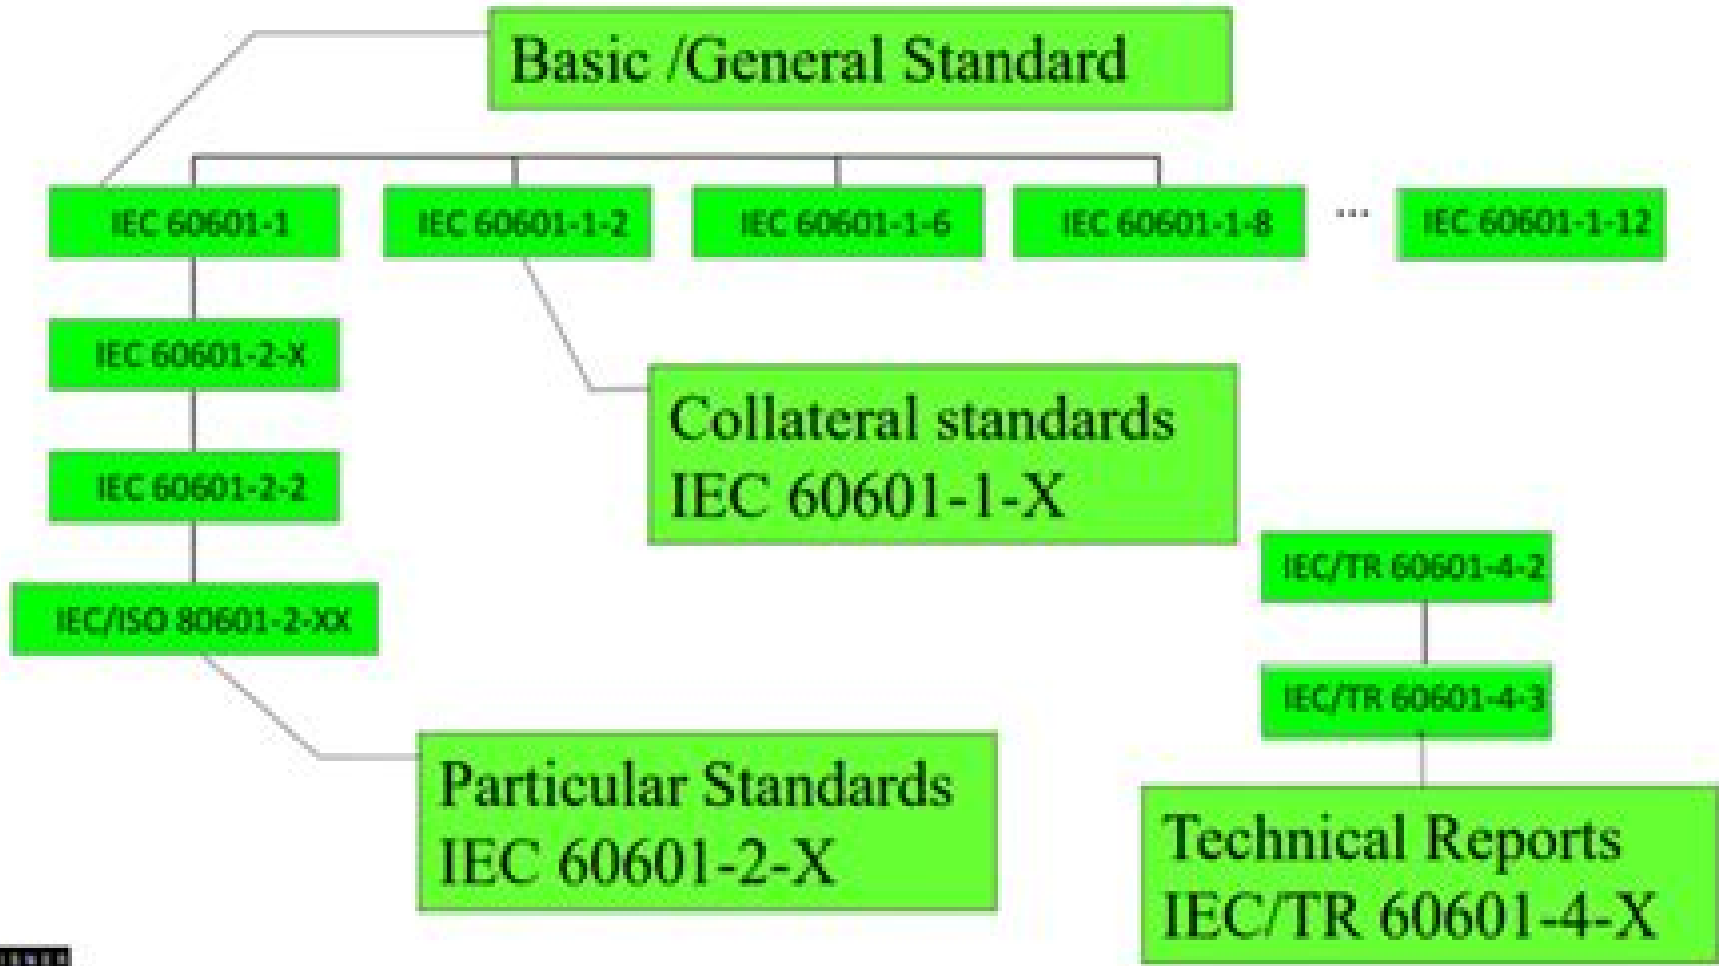 Basic /General Standard
IEC 60601-1
IEC 60601-1-2
IEC 60601-1-6
IEC 60601-1-8
...
IEC 60601-1-12
IEC 60601-2-X
IEC 60601-2-2
IEC/ISO 80601-2-XX
Collateral standards
IEC 60601-1-X
IEC/TR 60601-4-2
IEC/TR 60601-4-3
Particular Standards
IEC 60601-2-X
Technical Reports
IEC/TR 60601-4-X